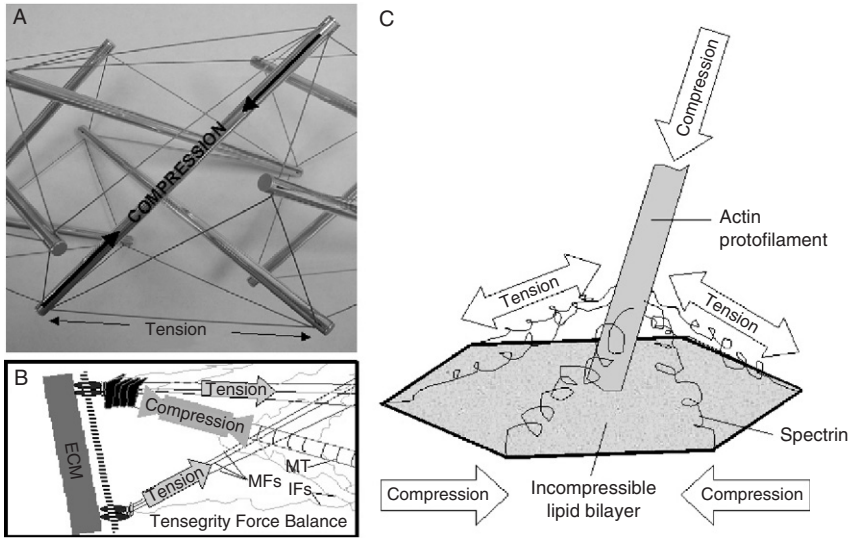 A
COMPRESSION
Tension
B
ECM
Tension
Compression
Tension
MFs
MT
IFs
Tensegrity Force Balance
C
Compression
Actin
protofilament
Tension
Tension
Spectrin
Compression
Incompressible
lipid bilayer
Compression